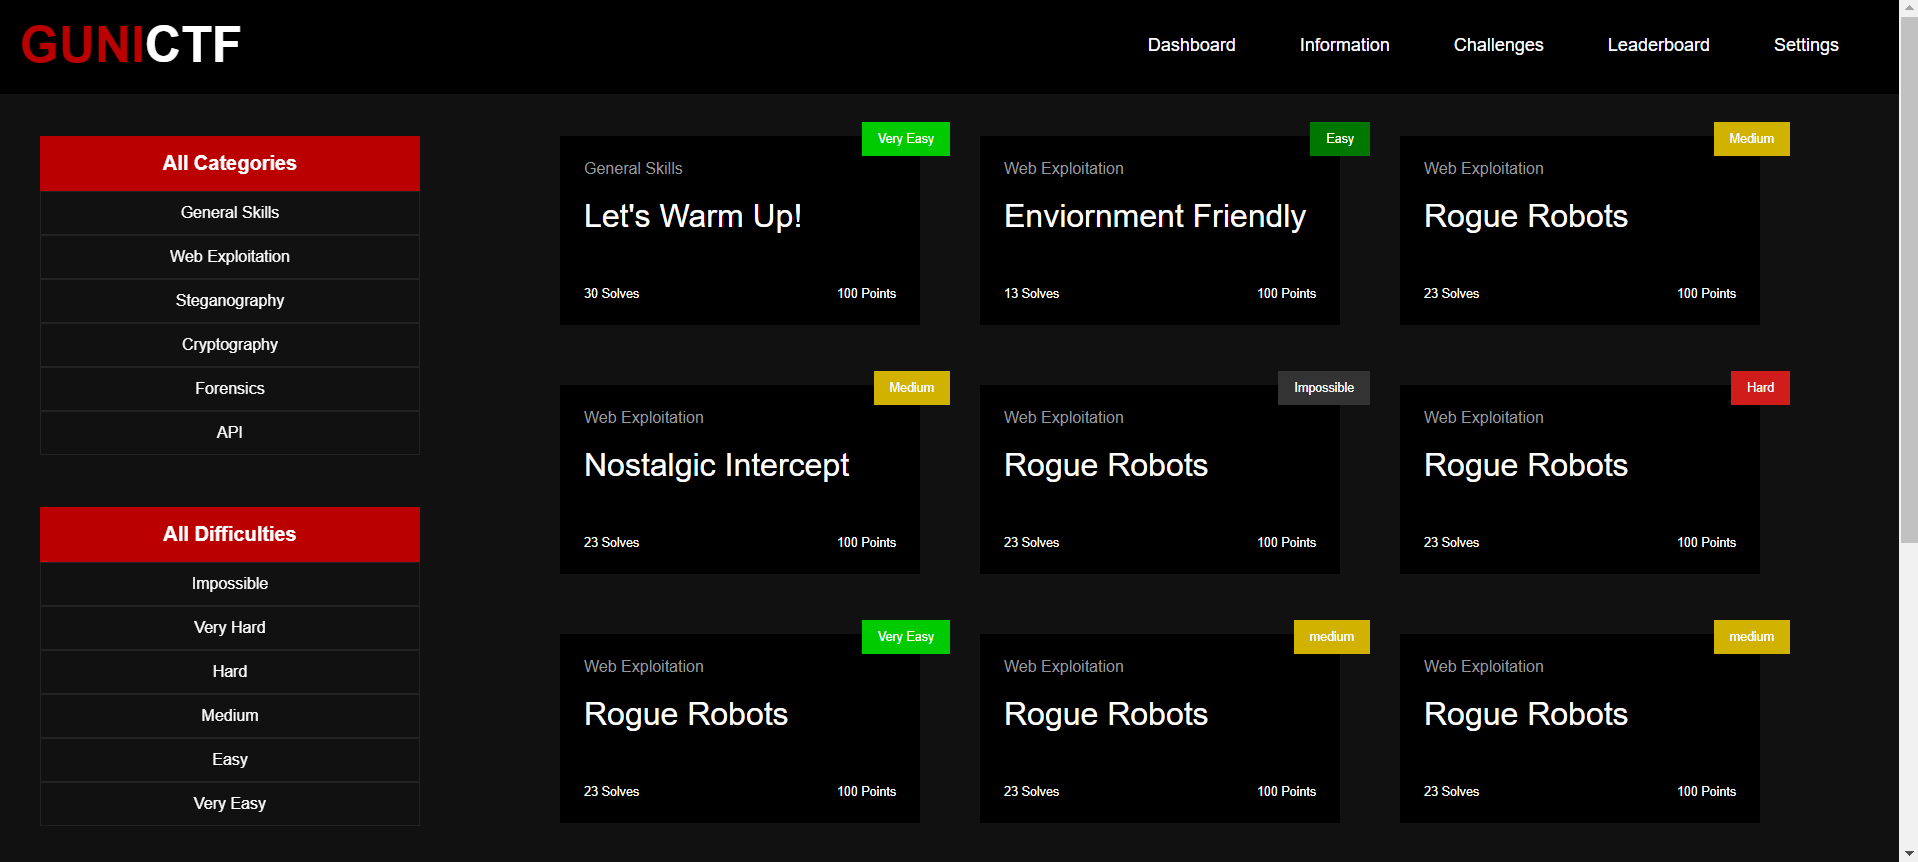 GUNICTF
Dashboard Information Challenges Leaderboard Settings
All Categories
General Skills
Web Exploitation
Steganography
Cryptography
Forensics
API
All Difficulties
Impossible
Very Hard
Hard
Medium
Easy
Very Easy
Very Easy
General Skills
Let's Warm Up!
30 Solves 100 Points
Easy
Web Exploitation
Enviornment Friendly
13 Solves 100 Points
Medium
Web Exploitation
Rogue Robots
23 Solves 100 Points
Medium
Web Exploitation
Nostalgic Intercept
23 Solves 100 Points
Impossible
Web Exploitation
Rogue Robots
23 Solves 100 Points
Hard
Web Exploitation
Rogue Robots
23 Solves 100 Points
Very Easy
Web Exploitation
Rogue Robots
23 Solves 100 Points
medium
Web Exploitation
Rogue Robots
23 Solves 100 Points
medium
Web Exploitation
Rogue Robots
23 Solves 100 Points